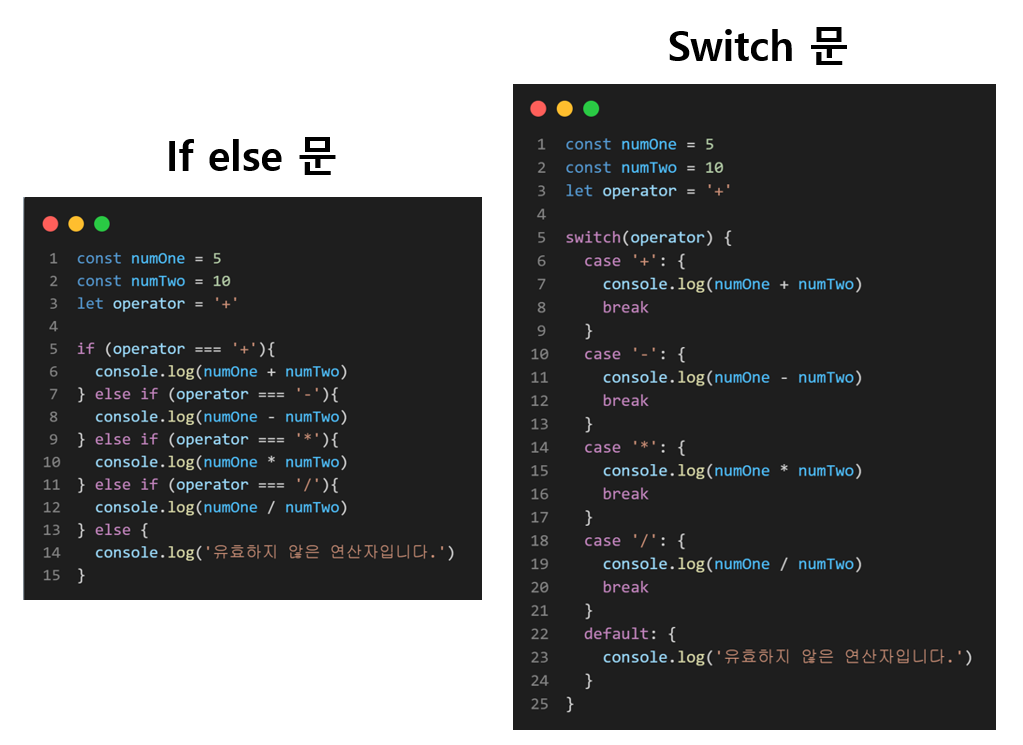 If else 문
1 const numOne = 5
2 const numTwo = 10
3 let operator = '+'
4
5 if (operator === '+'){
6   console.log(numOne + numTwo)
7 } else if (operator === '-'){
8   console.log(numOne - numTwo)
9 } else if (operator === '*'){
10   console.log(numOne * numTwo)
11 } else if (operator === '/'){
12   console.log(numOne / numTwo)
13 } else {
14   console.log('유효하지 않은 연산자입니다.')
15 }
Switch 문
1 const numOne = 5
2 const numTwo = 10
3 let operator = '+'
4
5 switch(operator) {
6   case '+': {
7     console.log(numOne + numTwo)
8     break
9   }
10   case '-': {
11     console.log(numOne - numTwo)
12     break
13   }
14   case '*': {
15     console.log(numOne * numTwo)
16     break
17   }
18   case '/': {
19     console.log(numOne / numTwo)
20     break
21   }
22   default: {
23     console.log('유효하지 않은 연산자입니다.')
24   }
25 }